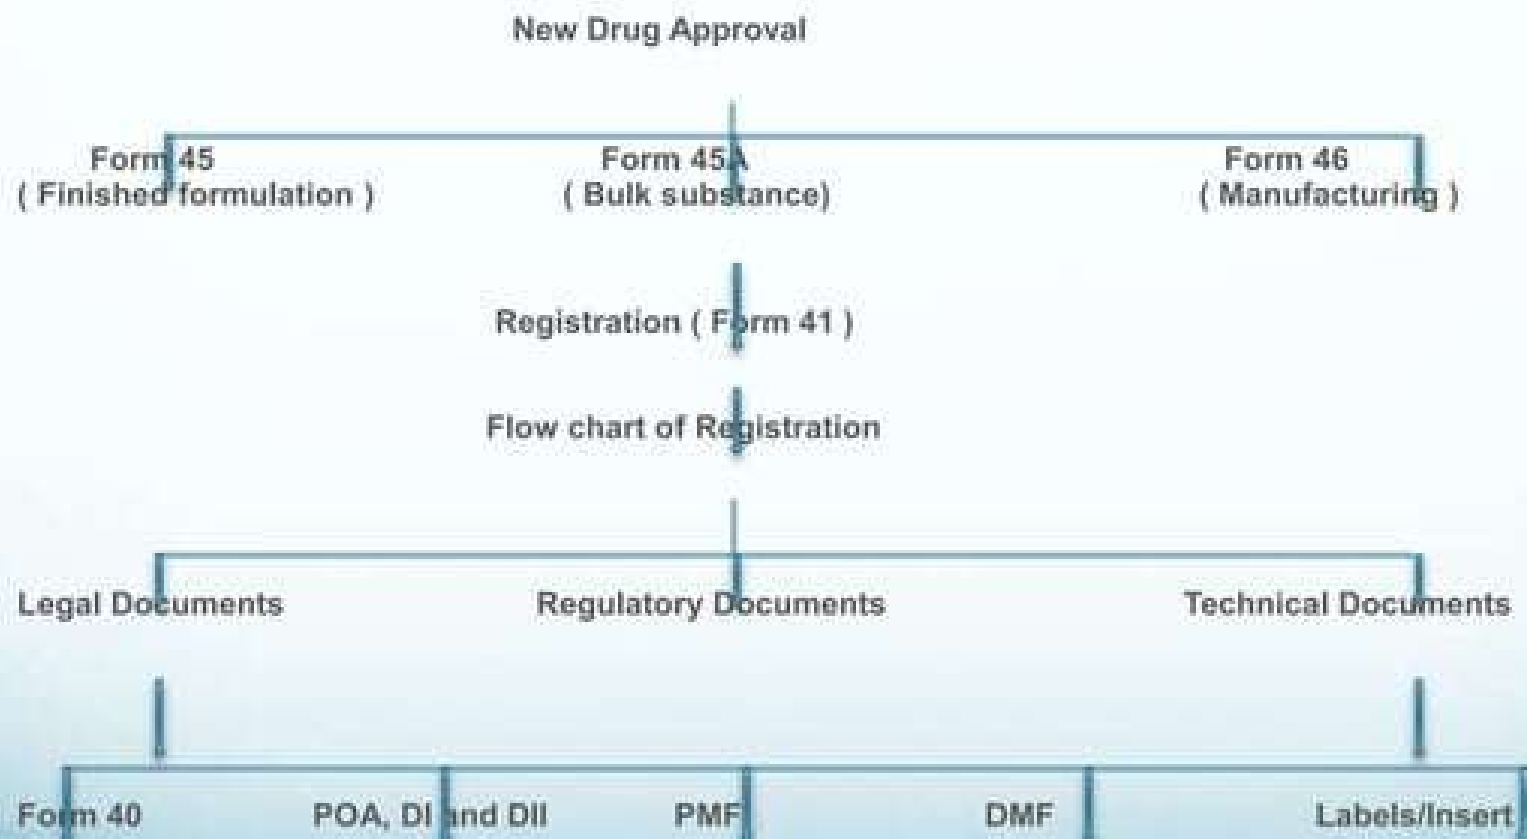 New Drug Approval
Form 45
( Finished formulation )
Form 45A
( Bulk substance)
Form 46
( Manufacturing )
Registration ( Form 41 )
Flow chart of Registration
Legal Documents
Regulatory Documents
Technical Documents
Form 40
POA, DI and DII
PMF
DMF
Labels/Insert